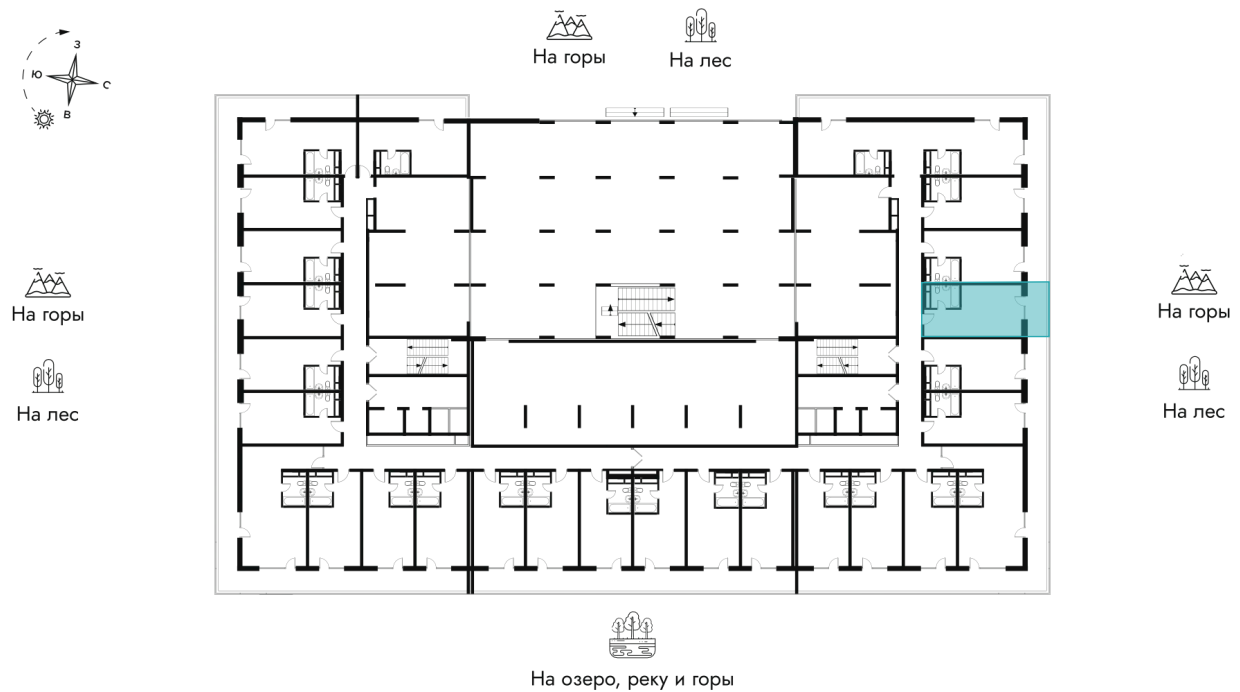 На горы
На лес
З
Ю
С
В
На горы
На лес
На горы
На лес
На озеро, реку и горы